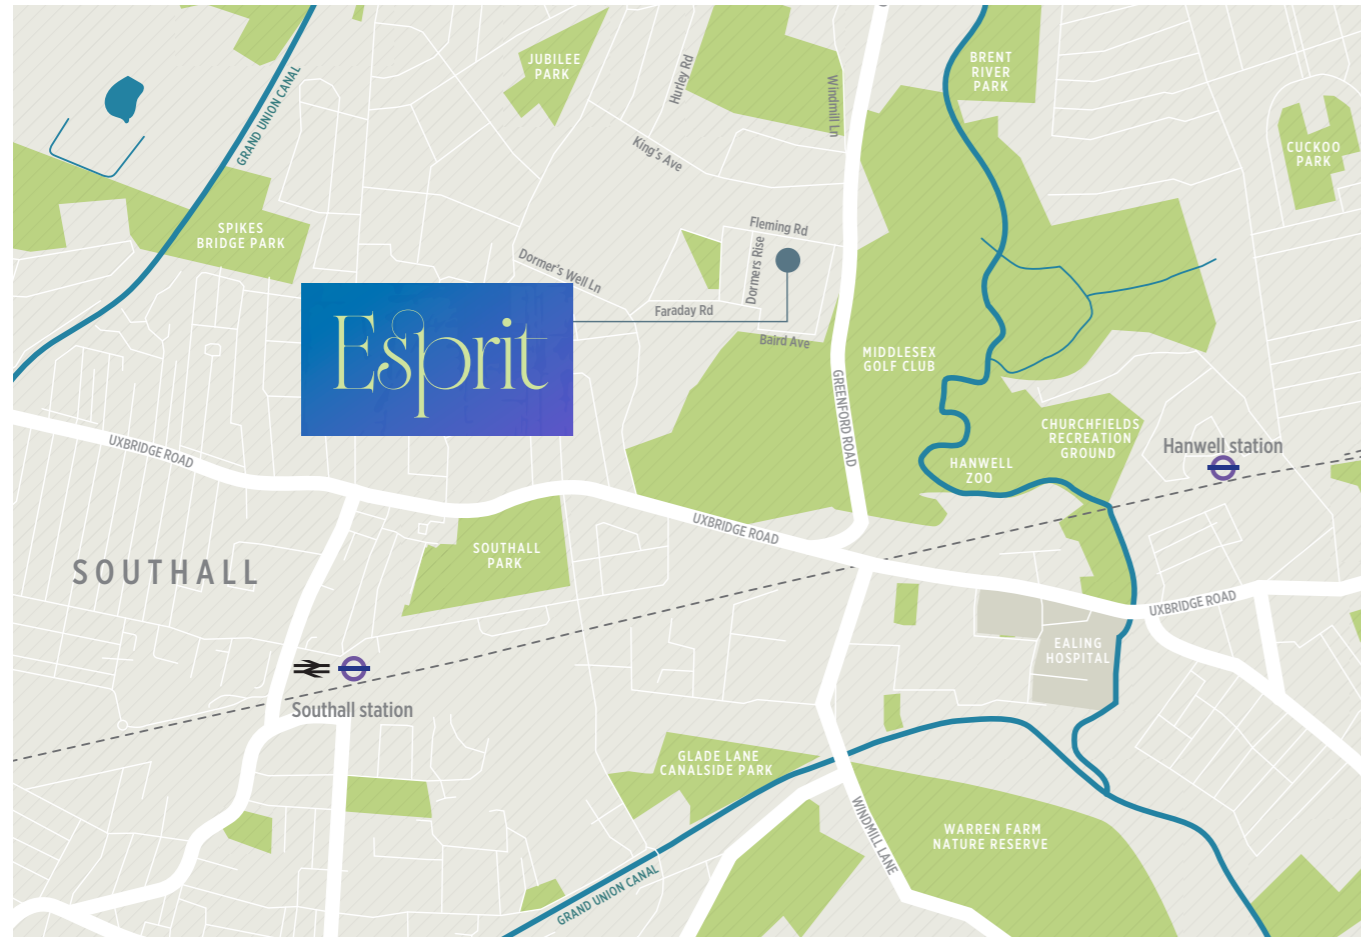 JUBILEE
PARK
Hurley Rd
Windmill Ln
BRENT
RIVER
PARK
GRAND UNION CANAL
King's Ave
CUCKOO
PARK
SPIKES
BRIDGE PARK
Fleming Rd
Dormers Rise
Dormer's Well Ln
Faraday Rd
Baird Ave
Esprit
MIDDLESEX
GOLF CLUB
GREENFORD ROAD
CHURCHFIELDS
RECREATION
GROUND
Hanwell station
HANWELL
ZOO
UXBRIDGE ROAD
UXBRIDGE ROAD
SOUTHALL
SOUTHALL
PARK
UXBRIDGE ROAD
EALING
HOSPITAL
Southall station
GLADE LANE
CANALSIDE PARK
WINDMILL LANE
WARREN FARM
NATURE RESERVE
GRAND UNION CANAL